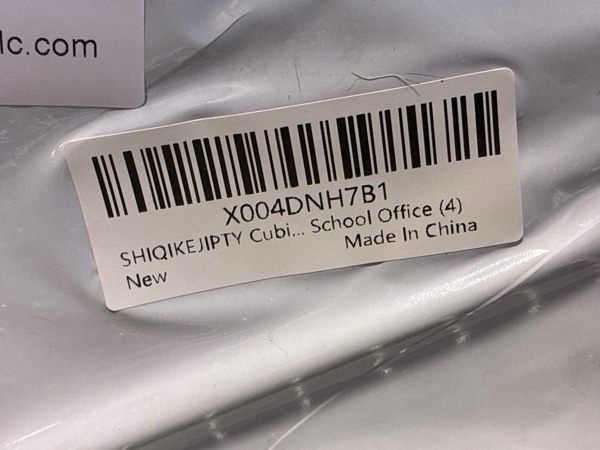 lc.com
X004DNH7B1
SHIQIKEJIPTY Cubi... School Office (4)
Made In China
New